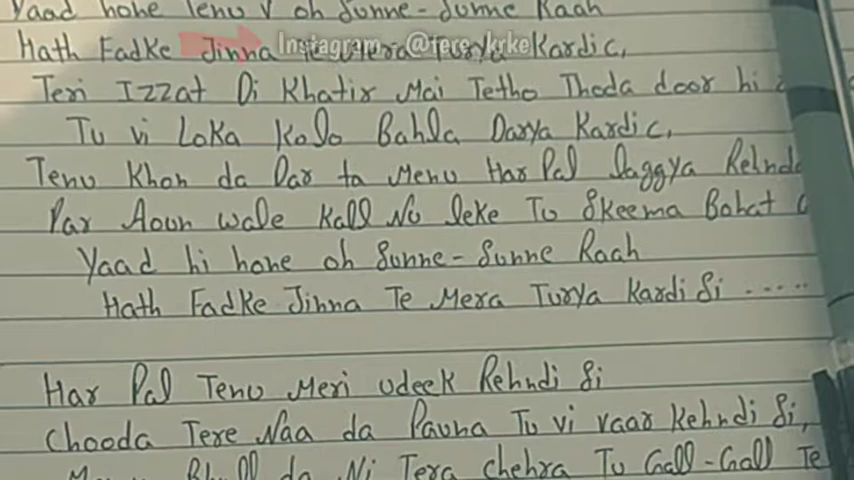 Yaad hone Tenu V oh Sunne-Sunne Raah
Hath Fadke Jinna Te Mera Turya Kardi C,
Instagram - @tere_krke
Teri Izzat Di Khatir Mai Tetho Thoda door hi
Tu vi Loka Kolo Bahla Darya Kardi C,
Tenu Khon da Dar ta Menu Har Pal Laggya Rehnda
Par Aoun wale Kall Nu leke Tu Skeema Bohat
Yaad hi hone oh Sunne-Sunne Raah
Hath Fadke Jinna Te Mera Turya Kardi Si .....
Har Pal Tenu Meri Udeek Rehndi Si
Chooda Tere Naa da Pauna Tu vi vaar Kehndi Si,
Bhull da Ni Tera Chehra Tu Gall-Gall Te